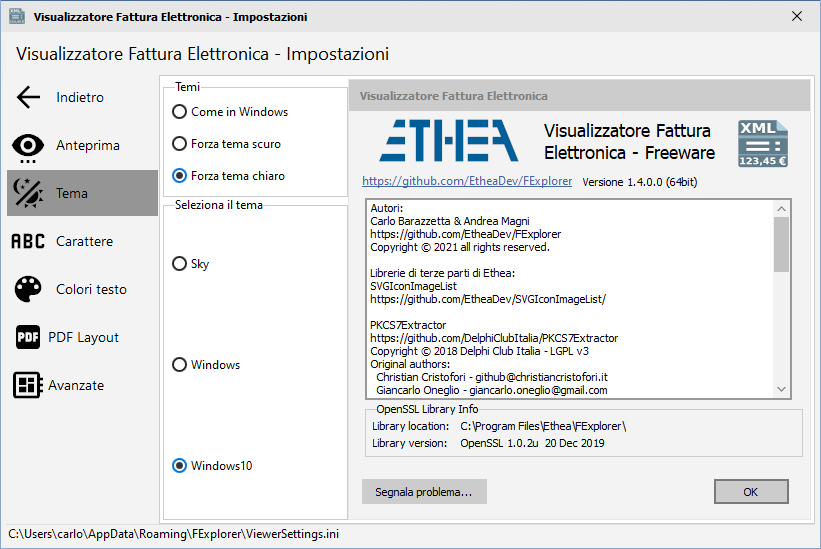 Visualizzatore Fattura Elettronica - Impostazioni
Visualizzatore Fattura Elettronica - Impostazioni
Indietro
Anteprima
Tema
ABC Carattere
Colori testo
PDF PDF Layout
Avanzate
Temi
Come in Windows
Forza tema scuro
Forza tema chiaro
Seleziona il tema
Sky
Windows
Windows10
Visualizzatore Fattura Elettronica
ETHEA
Visualizzatore Fattura
Elettronica - Freeware
XML
123,45 €
https://github.com/EtheaDev/FExplorer Versione 1.4.0.0 (64bit)
Autori:
Carlo Barazzetta & Andrea Magni
https://github.com/EtheaDev/FExplorer
Copyright © 2021 all rights reserved.
Librerie di terze parti di Ethea:
SVGIconImageList
https://github.com/EtheaDev/SVGIconImageList/
PKCS7Extractor
https://github.com/DelphiClubItalia/PKCS7Extractor
Copyright © 2018 Delphi Club Italia - LGPL v3
Original authors:
Christian Cristofori - github@christiancristofori.it
Giancarlo Oneglio - giancarlo.oneglio@gmail.com
OpenSSL Library Info
Library location: C:\Program Files\Ethea\FExplorer\
Library version: OpenSSL 1.0.2u 20 Dec 2019
Segnala problema...
OK
C:\Users\carlo\AppData\Roaming\FExplorer\ViewerSettings.ini